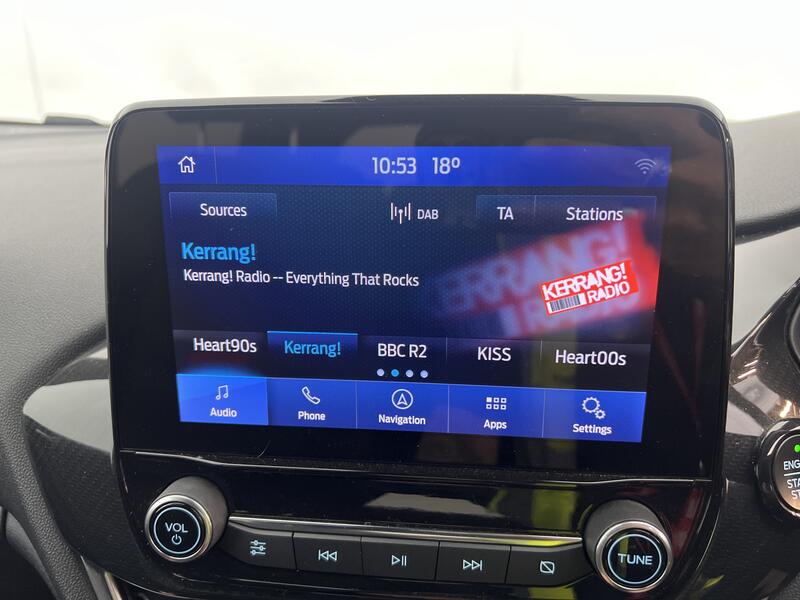 10:53 18°
Sources
DAB
TA
Stations
Kerrang!
Kerrang! Radio -- Everything That Rocks
KERRANG!
RADIO
Heart90s
Kerrang!
BBC R2
KISS
Heart00s
Audio
Phone
Navigation
Apps
Settings
VOL
TUNE